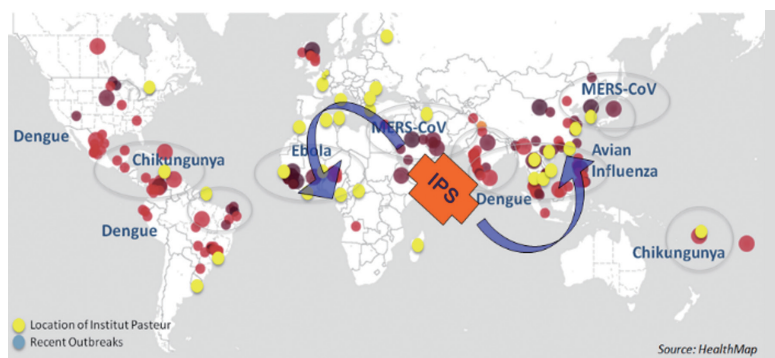 MERS-CoV
Dengue
Chikungunya
Ebola
MERS-CoV
Avian
Influenza
IPS
Dengue
Dengue
Chikungunya
Location of Institut Pasteur
Recent Outbreaks
Source: HealthMap